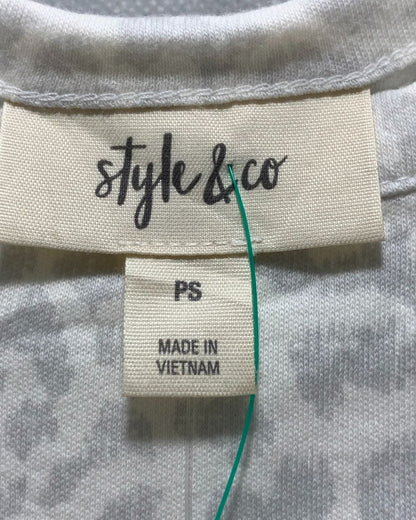 style & co
PS
MADE IN
VIETNAM